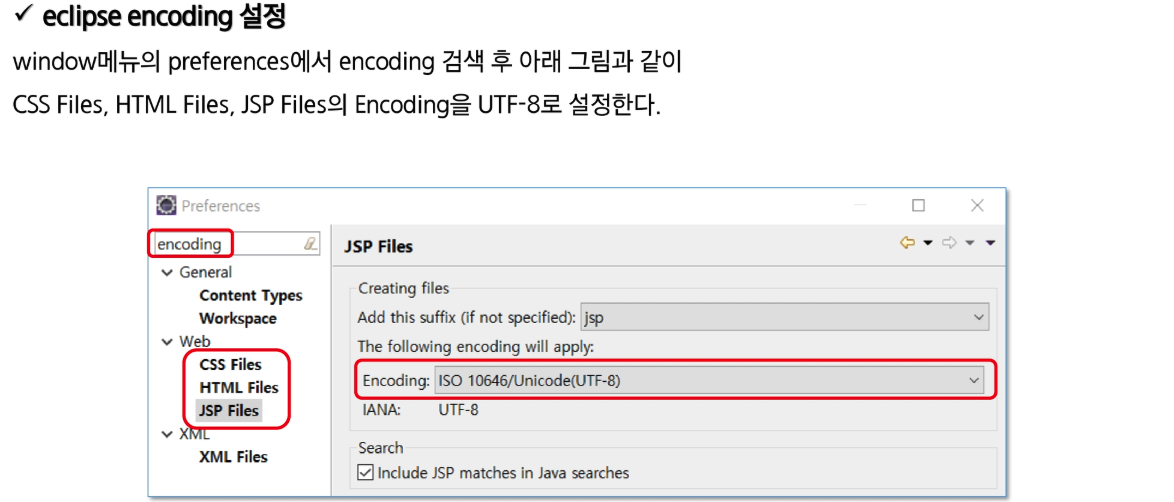 ✓ eclipse encoding 설정
window메뉴의 preferences에서 encoding 검색 후 아래 그림과 같이
CSS Files, HTML Files, JSP Files의 Encoding을 UTF-8로 설정한다.
Preferences
encoding
General
Content Types
Workspace
Web
CSS Files
HTML Files
JSP Files
XML
XML Files
JSP Files
Creating files
Add this suffix (if not specified): jsp
The following encoding will apply:
Encoding: ISO 10646/Unicode(UTF-8)
IANA: UTF-8
Search
Include JSP matches in Java searches